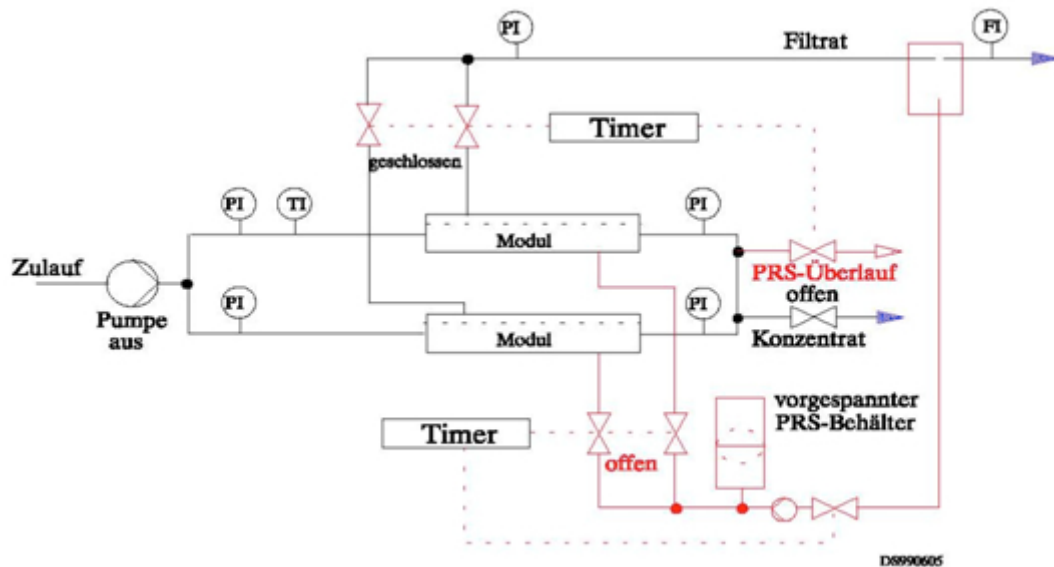 PI
FI
Filtrat
Timer
geschlossen
PI
TI
PI
Modul
Zulauf
PRS-Überlauf
offen
PI
PI
Pumpe
aus
Modul
Konzentrat
vorgespannter
PRS-Behälter
Timer
offen
DS990605